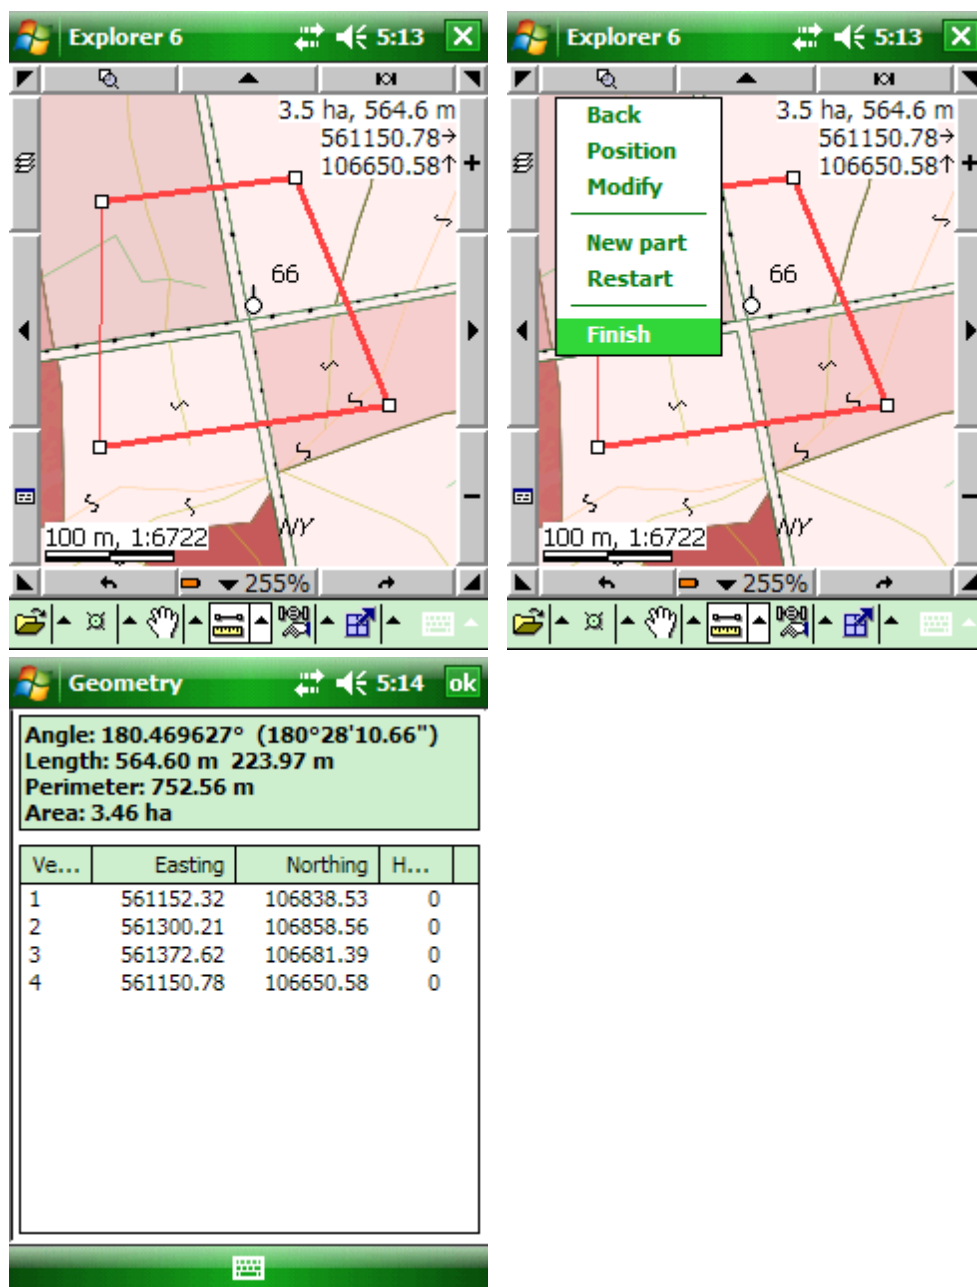 Explorer 6 5:13
3.5 ha, 564.6 m
561150.78→
106650.58↑
+
66
NY
100 m, 1:6722
−
255%
Explorer 6 5:13
Back
Position
Modify
New part
Restart
Finish
3.5 ha, 564.6 m
561150.78→
106650.58↑
+
66
NY
100 m, 1:6722
−
255%
Geometry 5:14 ok
Angle: 180.469627° (180°28'10.66")
Length: 564.60 m 223.97 m
Perimeter: 752.56 m
Area: 3.46 ha
Ve... Easting Northing H...
1 561152.32 106838.53 0
2 561300.21 106858.56 0
3 561372.62 106681.39 0
4 561150.78 106650.58 0